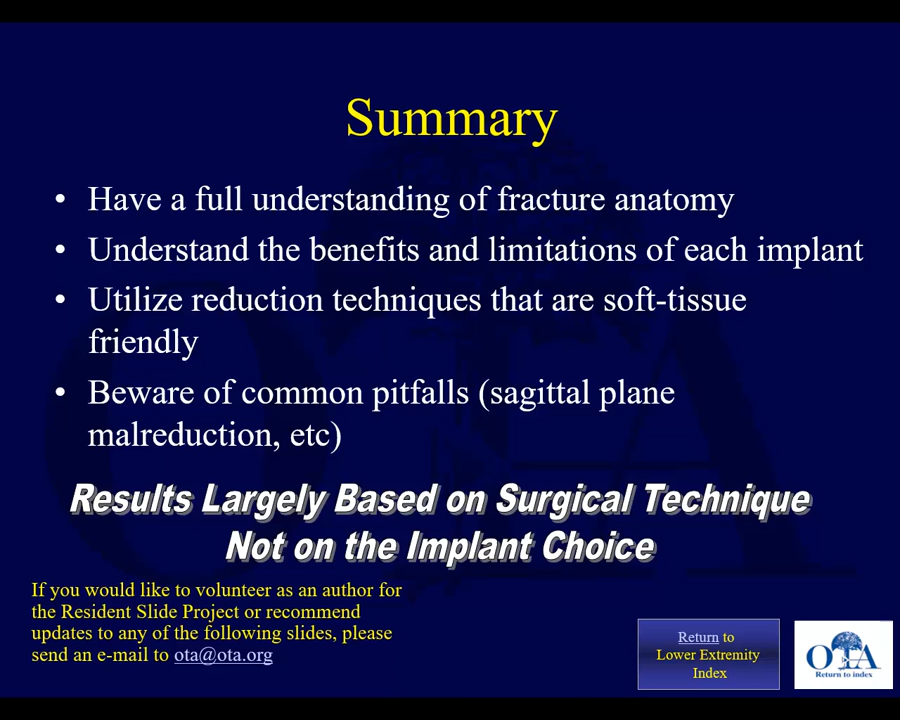 Summary
• Have a full understanding of fracture anatomy
• Understand the benefits and limitations of each implant
• Utilize reduction techniques that are soft-tissue
friendly
• Beware of common pitfalls (sagittal plane
malreduction, etc)
Results Largely Based on Surgical Technique
Not on the Implant Choice
If you would like to volunteer as an author for
the Resident Slide Project or recommend
updates to any of the following slides, please
send an e-mail to ota@ota.org
Return to
Lower Extremity
Index
OTA
Return to index